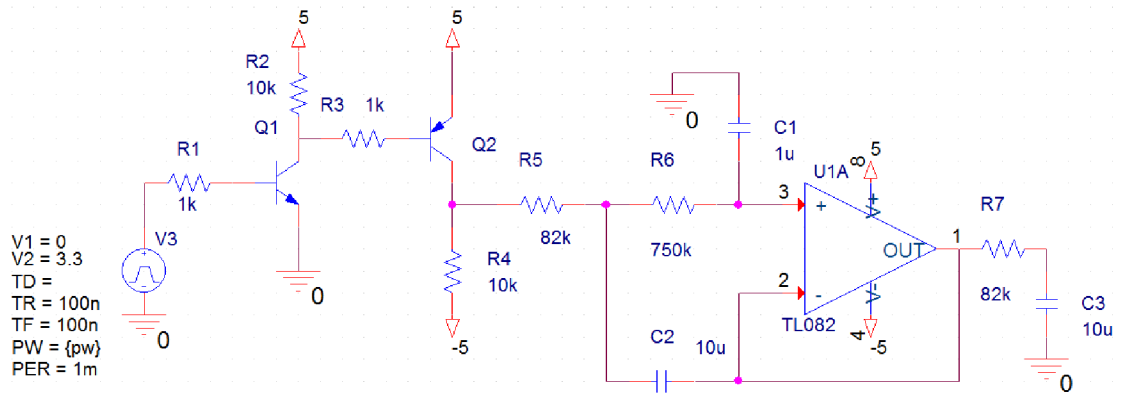 5
5
R2
10k
R3 1k
Q1
Q2
R1
1k
R5
82k
R6
750k
0
C1
1u
U1A
8
5
V+
3
+
OUT
1
R7
82k
2
-
V-
TL082
4
-5
C3
10u
0
V3
V1 = 0
V2 = 3.3
TD =
TR = 100n
TF = 100n
PW = {pw}
PER = 1m
0
0
R4
10k
-5
C2
10u